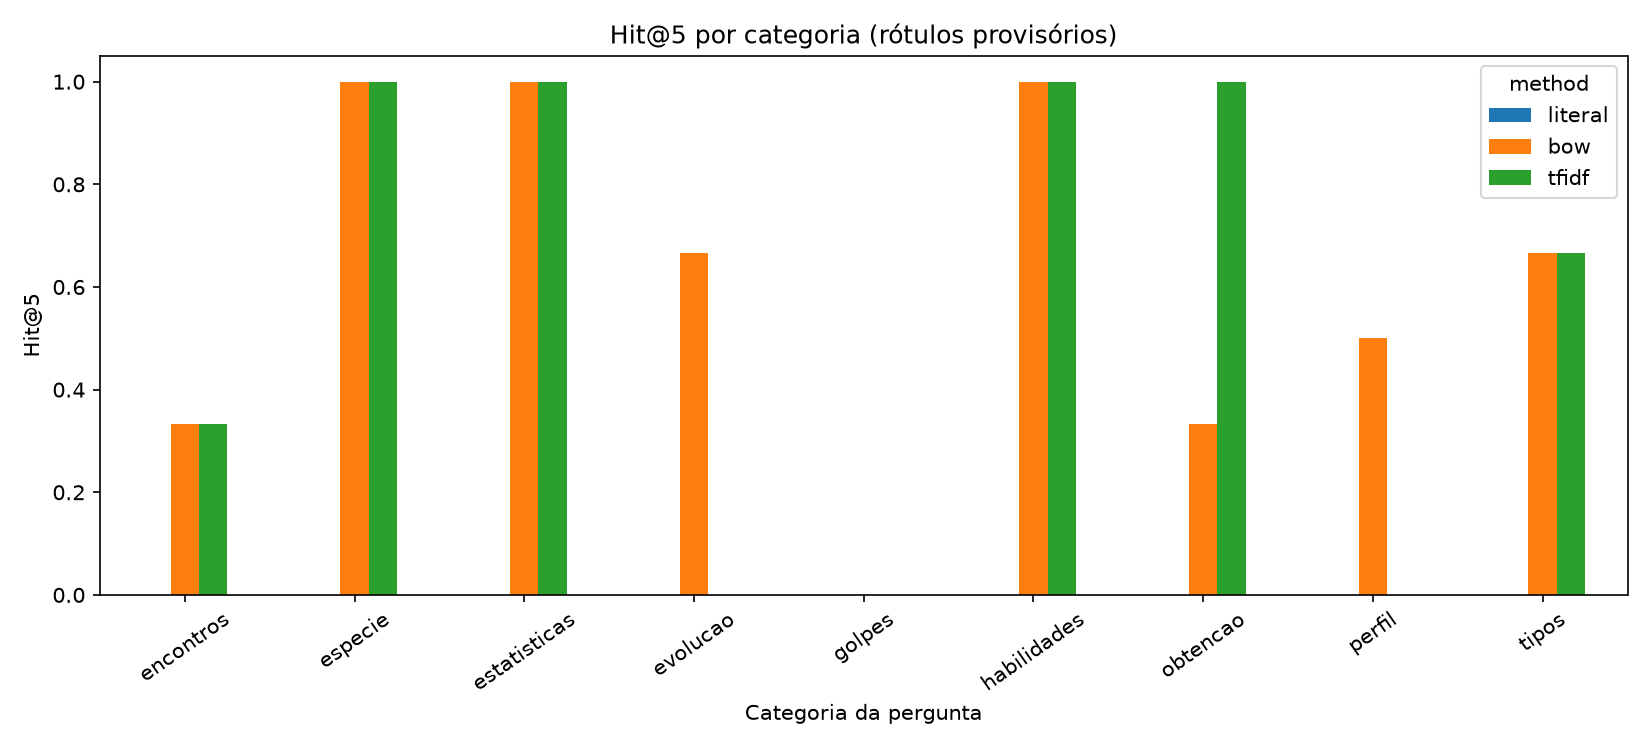 Hit@5 por categoria (rótulos provisórios)
method
literal
bow
tfidf
Hit@5
1.0
0.8
0.6
0.4
0.2
0.0
encontros
especie
estatisticas
evolucao
golpes
habilidades
obtencao
perfil
tipos
Categoria da pergunta